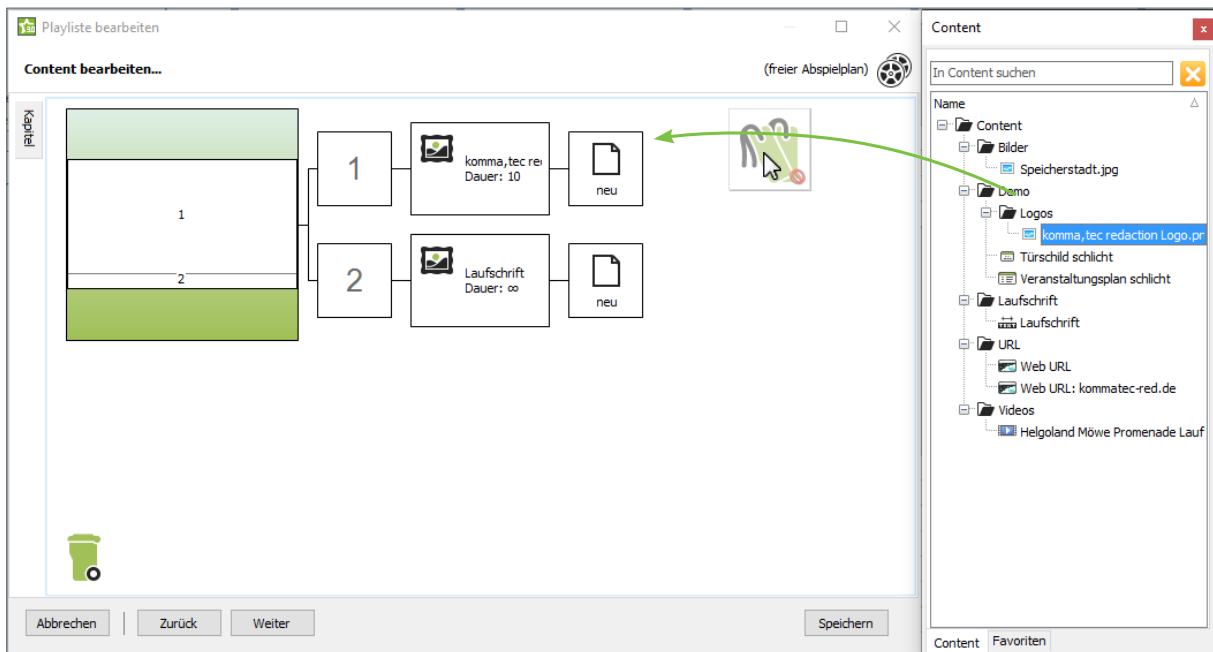 Playliste bearbeiten
Content bearbeiten...
(freier Abspielplan)
Kapitel
1
2
1
komma,tec re
Dauer: 10
neu
2
Laufschrift
Dauer: ∞
neu
Abbrechen
Zurück
Weiter
Speichern
Content
x
In Content suchen
Name
Content
Bilder
Speicherstadt.jpg
Demo
Logos
komma,tec redaction Logo.pr
Türschild schlicht
Veranstaltungsplan schlicht
Laufschrift
Laufschrift
URL
Web URL
Web URL: kommatec-red.de
Videos
Helgoland Möwe Promenade Lauf
Content Favoriten